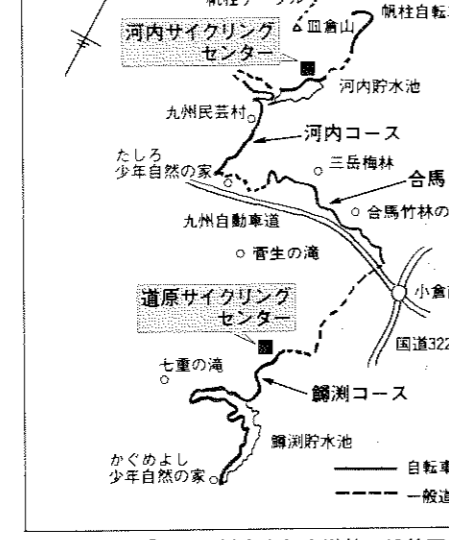 帆柱自転
河内サイクリング
センター
皿倉山
河内貯水池
九州民芸村
河内コース
たしろ
少年自然の家
三岳梅林
合馬
九州自動車道
合馬竹林の
菅生の滝
道原サイクリング
センター
小倉
国道322
七重の滝
鱒渕コース
鱒渕貯水池
かぐめよし
少年自然の家
自転車
一般道